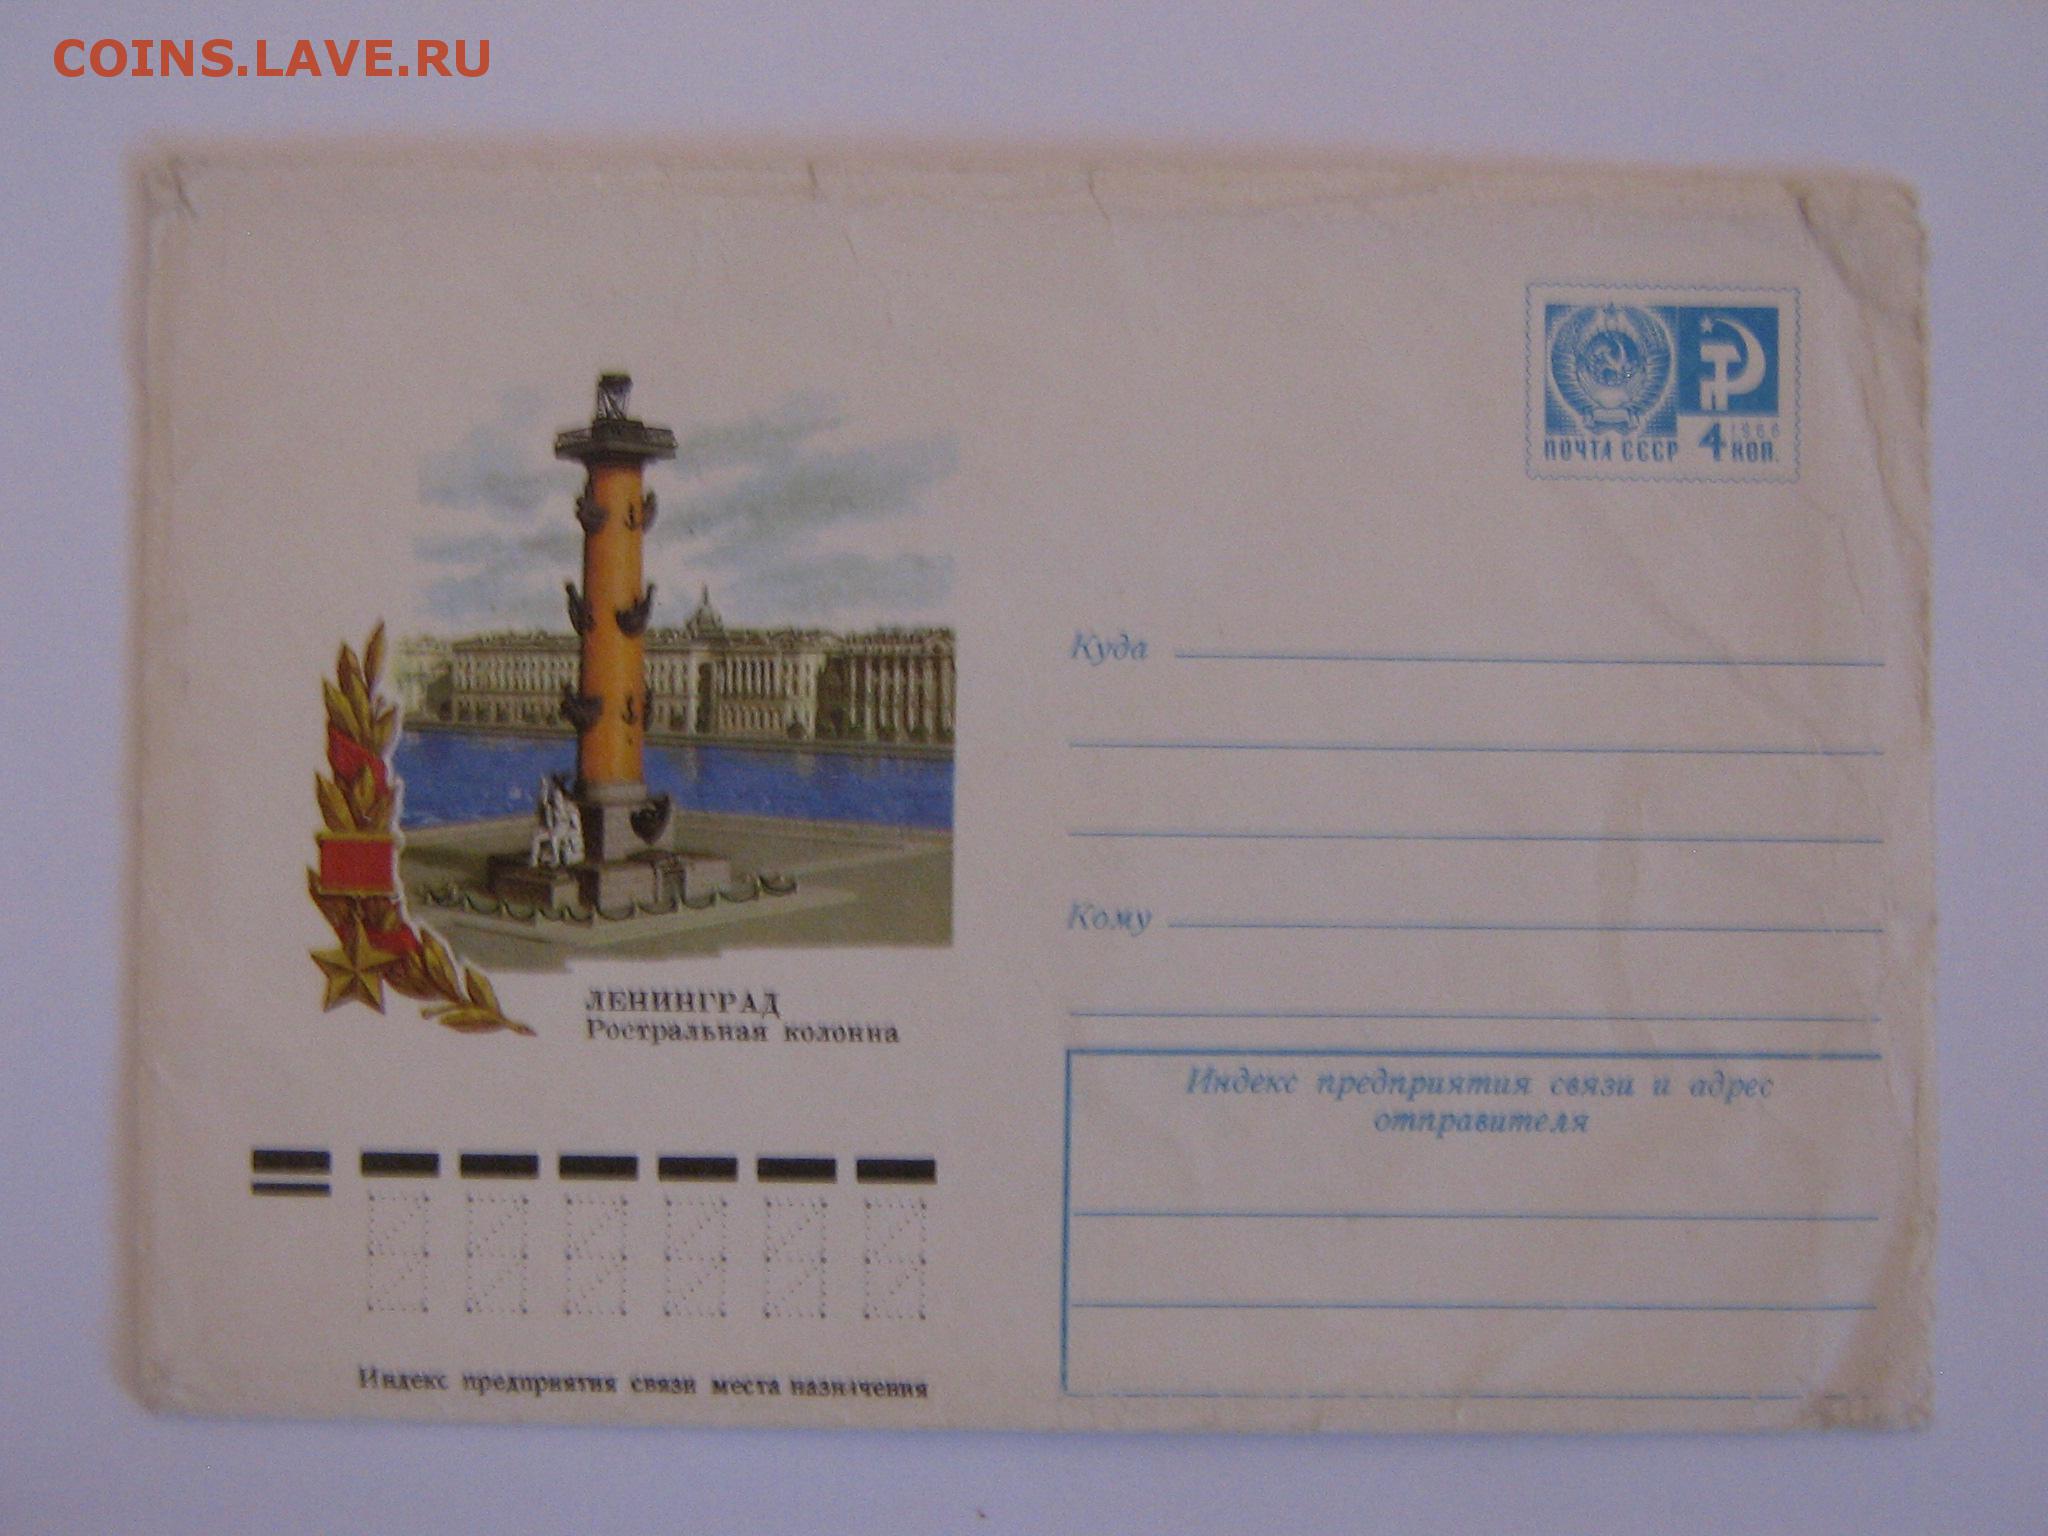 COINS.LAVE.RU
ПОЧТА СССР 4 1966 КОП.
Куда
Кому
ЛЕНИНГРАД
Ростральная колонна
Индекс предприятия связи и адрес
отправителя
Индекс предприятия связи места назначения